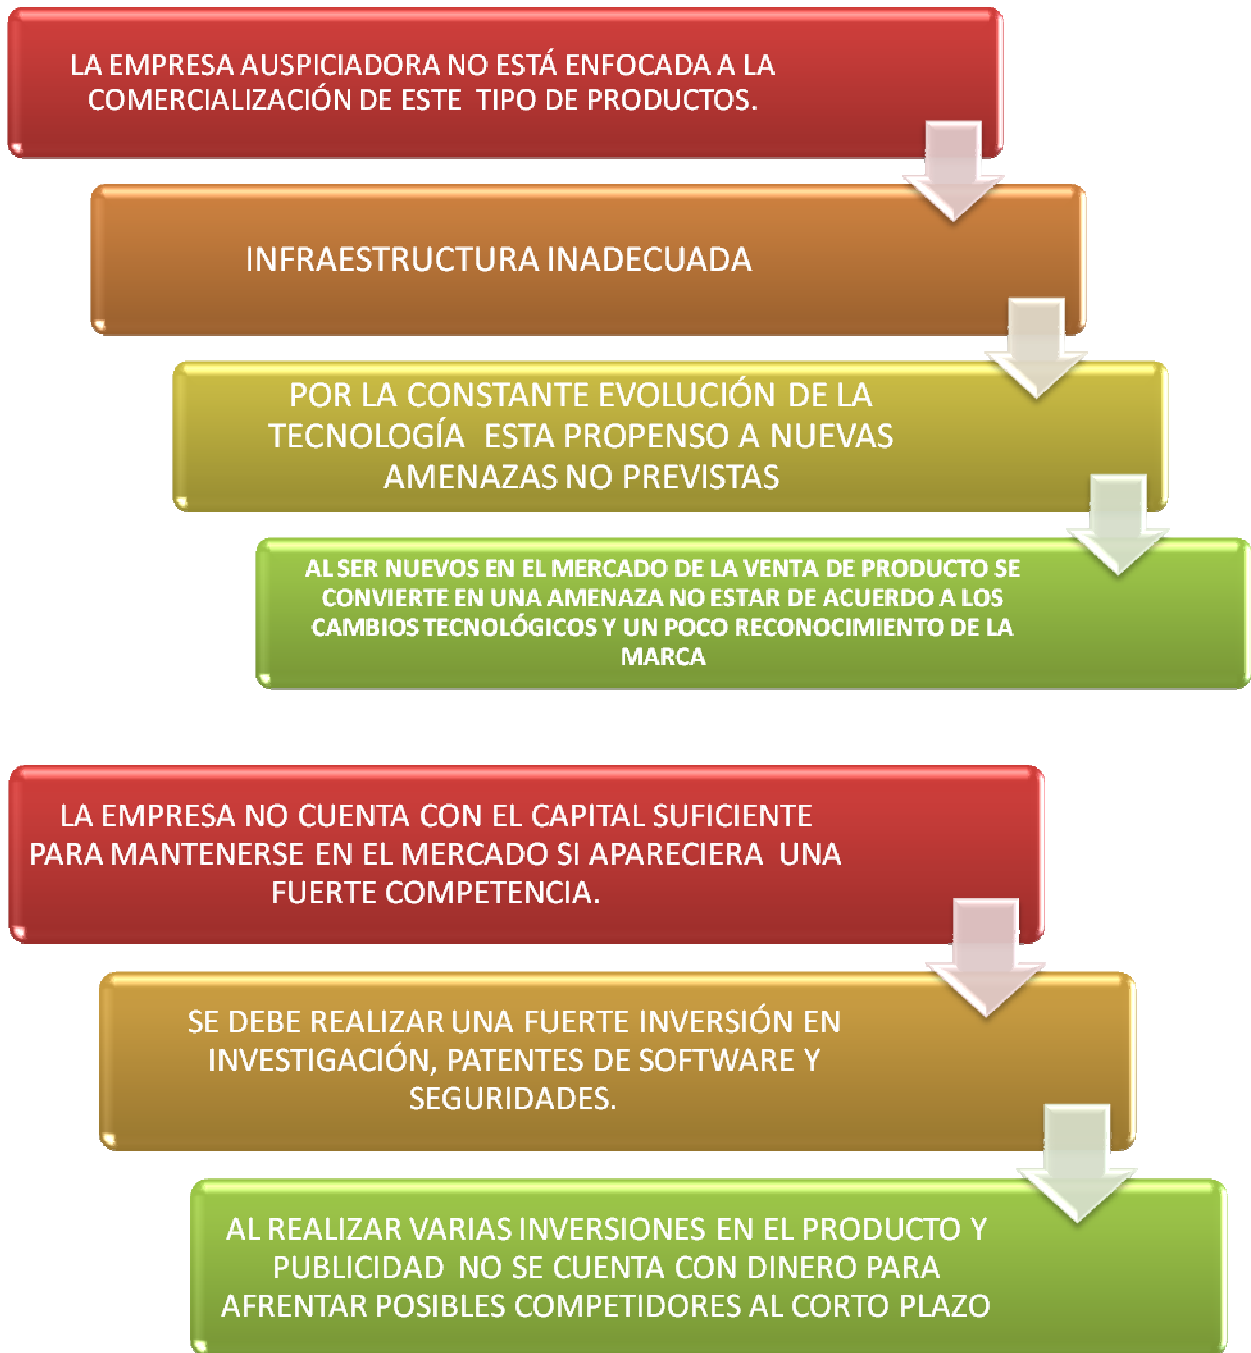 LA EMPRESA AUSPICIADORA NO ESTÁ ENFOCADA A LA
COMERCIALIZACIÓN DE ESTE TIPO DE PRODUCTOS.
INFRAESTRUCTURA INADECUADA
POR LA CONSTANTE EVOLUCIÓN DE LA
TECNOLOGÍA ESTA PROPENSO A NUEVAS
AMENAZAS NO PREVISTAS
AL SER NUEVOS EN EL MERCADO DE LA VENTA DE PRODUCTO SE
CONVIERTE EN UNA AMENAZA NO ESTAR DE ACUERDO A LOS
CAMBIOS TECNOLÓGICOS Y UN POCO RECONOCIMIENTO DE LA
MARCA
LA EMPRESA NO CUENTA CON EL CAPITAL SUFICIENTE
PARA MANTENERSE EN EL MERCADO SI APARECIERA UNA
FUERTE COMPETENCIA.
SE DEBE REALIZAR UNA FUERTE INVERSIÓN EN
INVESTIGACIÓN, PATENTES DE SOFTWARE Y
SEGURIDADES.
AL REALIZAR VARIAS INVERSIONES EN EL PRODUCTO Y
PUBLICIDAD NO SE CUENTA CON DINERO PARA
AFRENTAR POSIBLES COMPETIDORES AL CORTO PLAZO